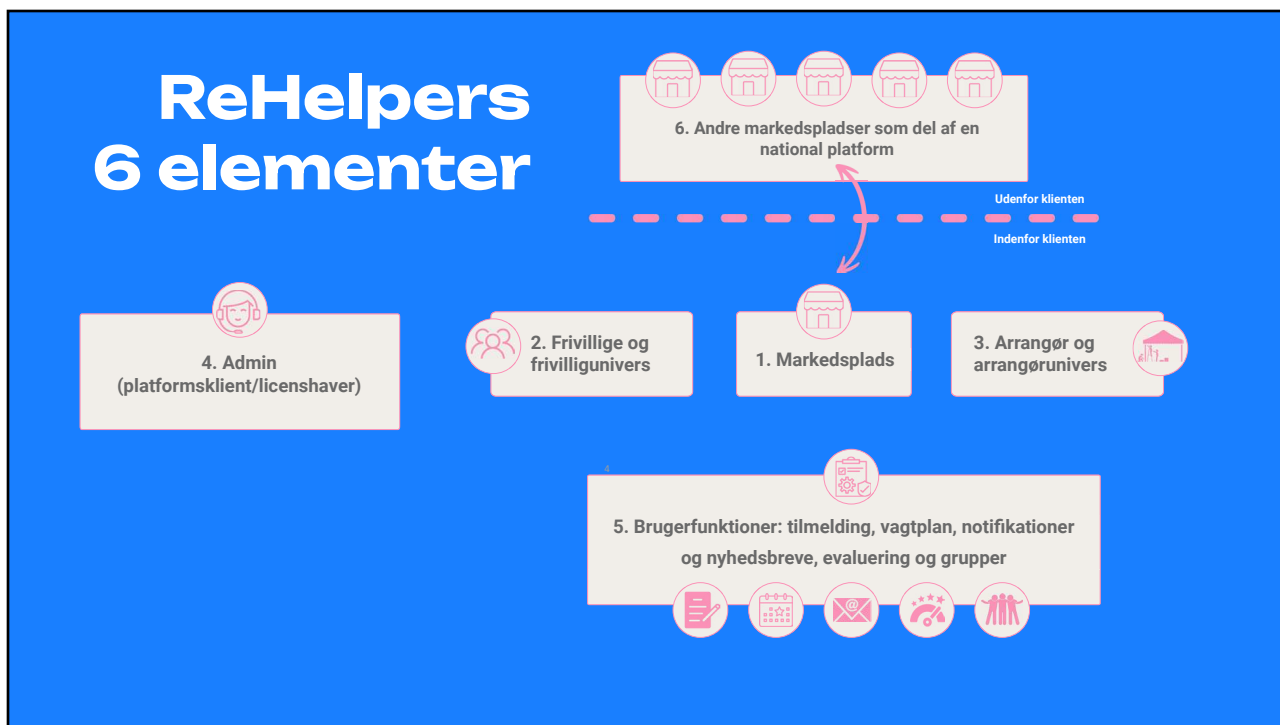 ReHelpers
6 elementer
6. Andre markedspladser som del af en
national platform
Udenfor klienten
Indenfor klienten
4. Admin
(platformsklient/licenshaver)
2. Frivillige og
frivilligunivers
1. Markedsplads
3. Arrangør og
arrangørunivers
4
5. Brugerfunktioner: tilmelding, vagtplan, notifikationer
og nyhedsbreve, evaluering og grupper
@